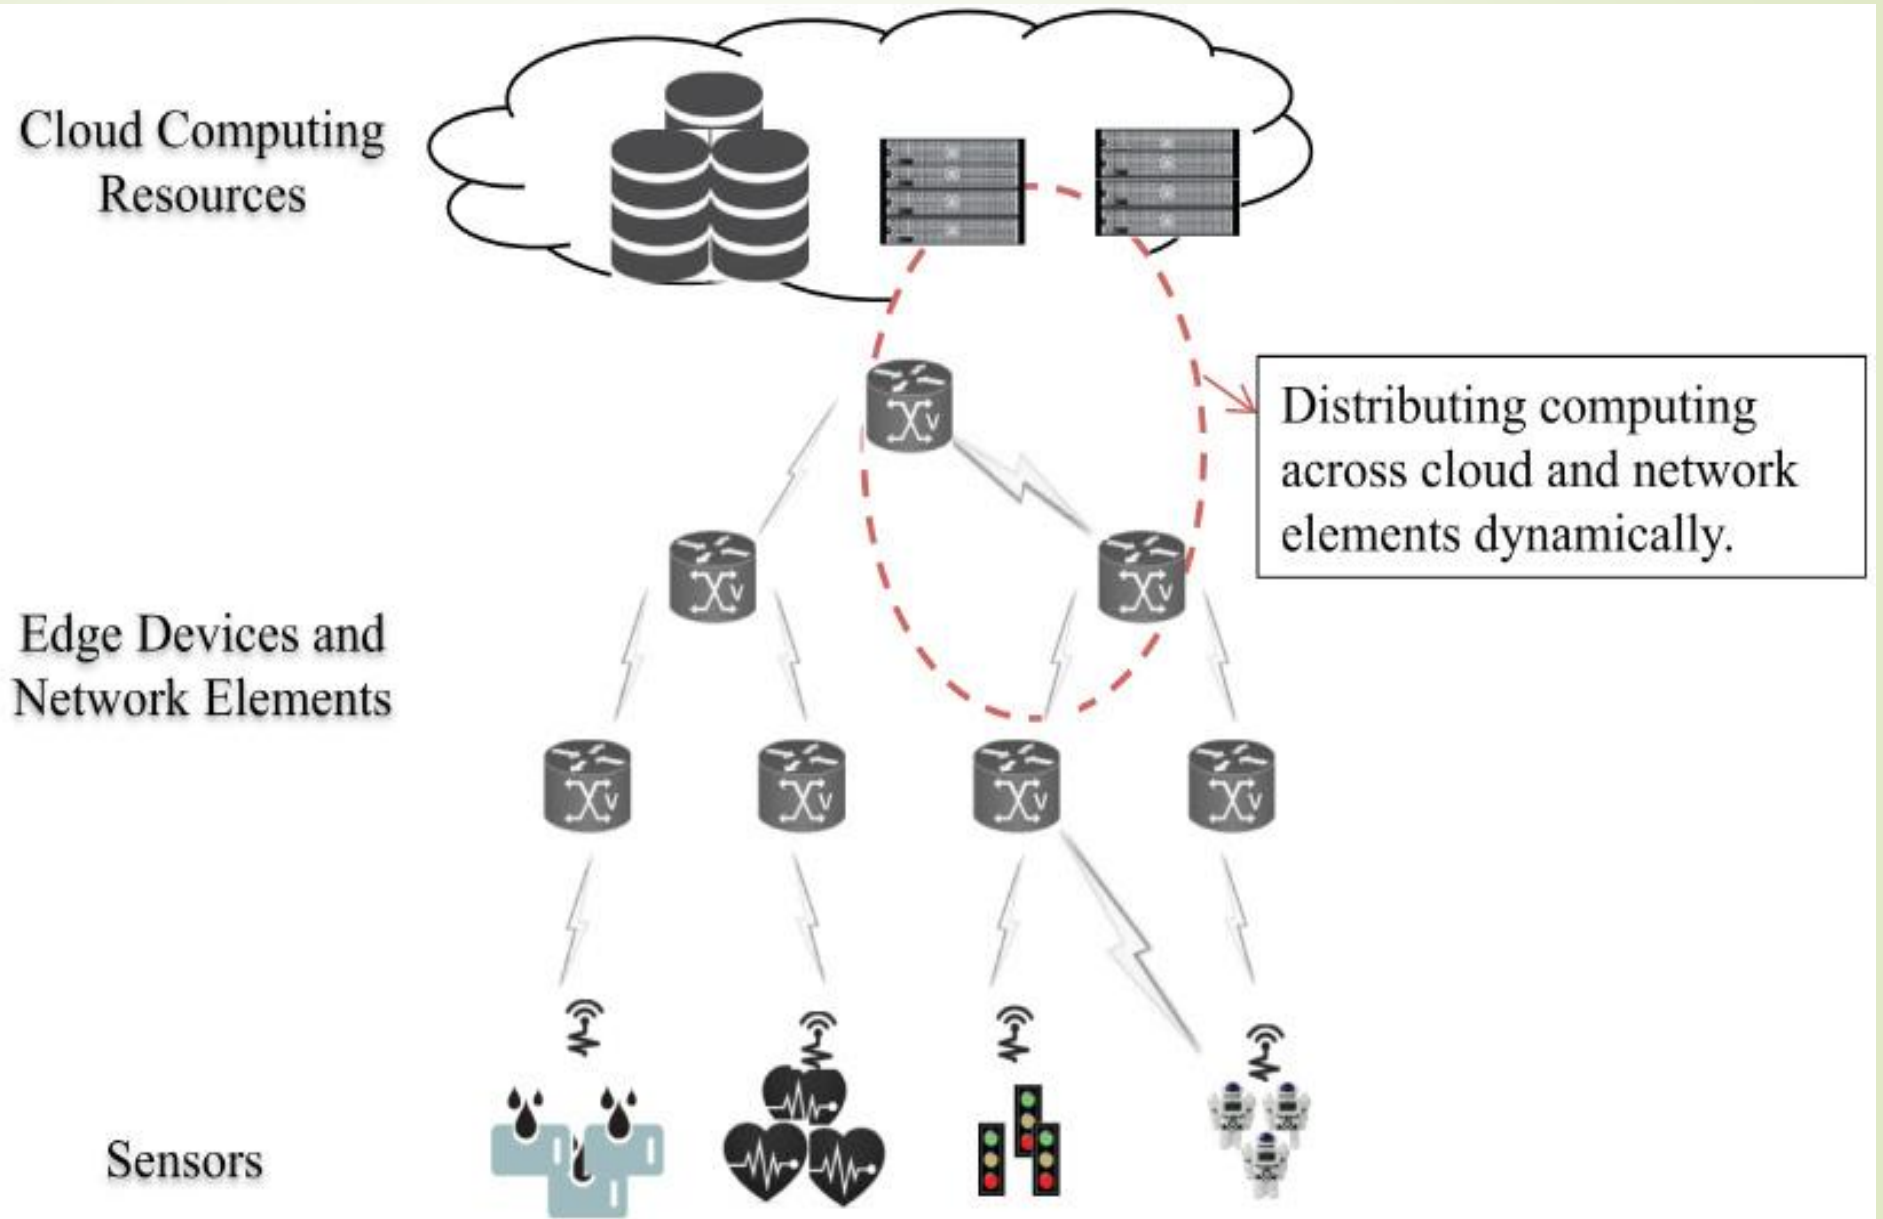 Cloud Computing
Resources
Distributing computing
across cloud and network
elements dynamically.
Edge Devices and
Network Elements
V
V
V
V
V
V
V
Sensors